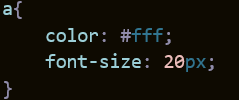 a{
    color: #fff;
    font-size: 20px;
}